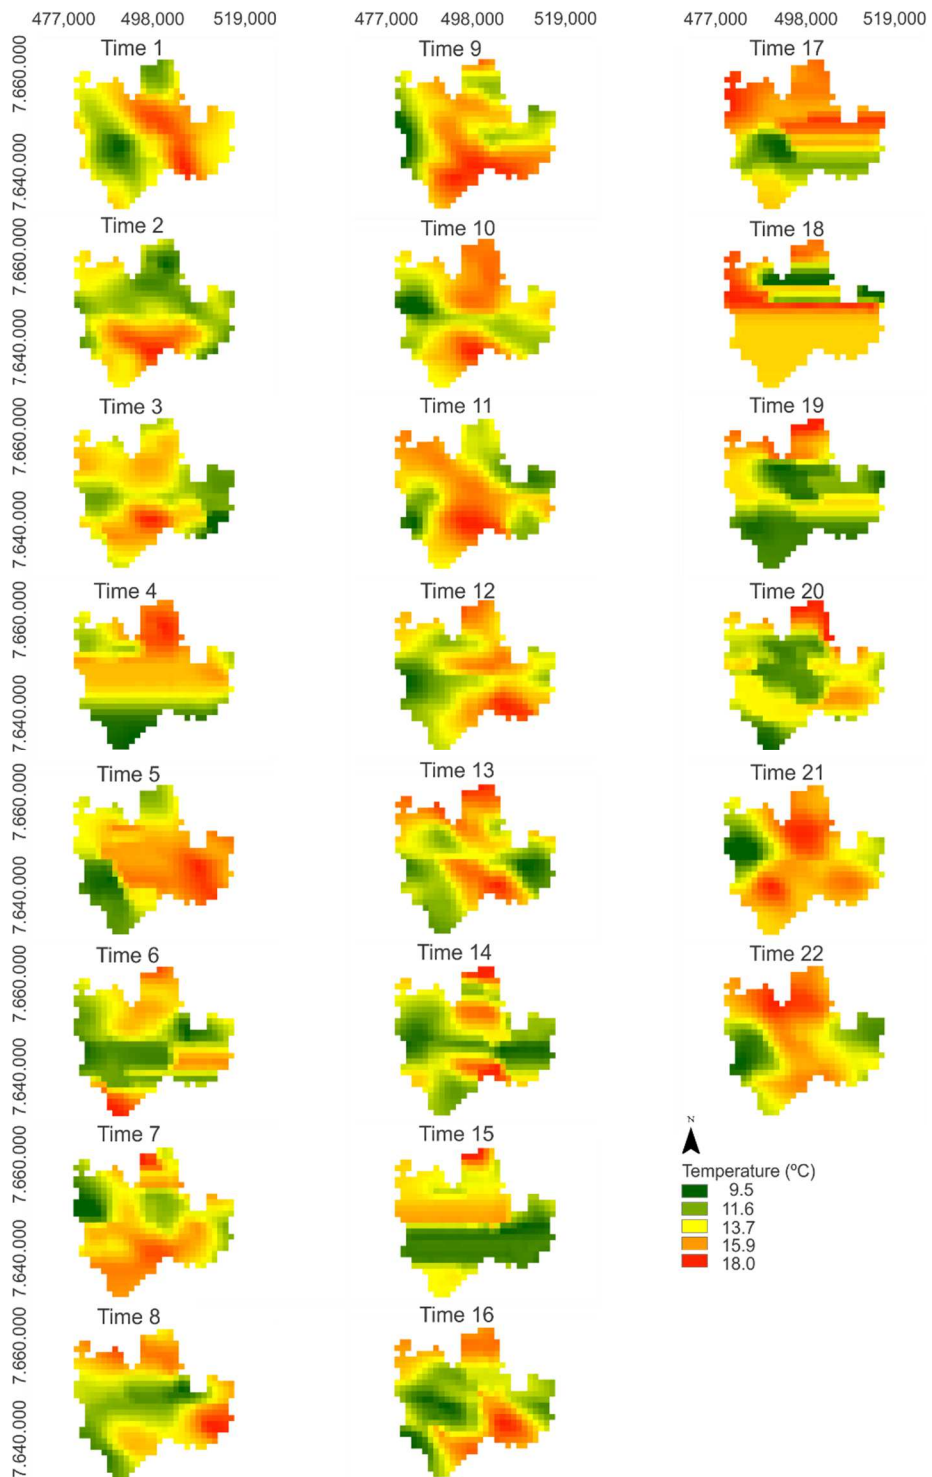 477,000 498,000 519,000 477,000 498,000 519,000 477,000 498,000 519,000
Time 1 Time 9 Time 17
7.660.000
7.640.000
Time 2 Time 10 Time 18
7.660.000
7.640.000
Time 3 Time 11 Time 19
7.660.000
7.640.000
Time 4 Time 12 Time 20
7.660.000
7.640.000
Time 5 Time 13 Time 21
7.660.000
7.640.000
Time 6 Time 14 Time 22
7.660.000
7.640.000
Time 7 Time 15
7.660.000
7.640.000
N
Temperature (ºC)
9.5
11.6
13.7
15.9
18.0
Time 8 Time 16
7.660.000
7.640.000